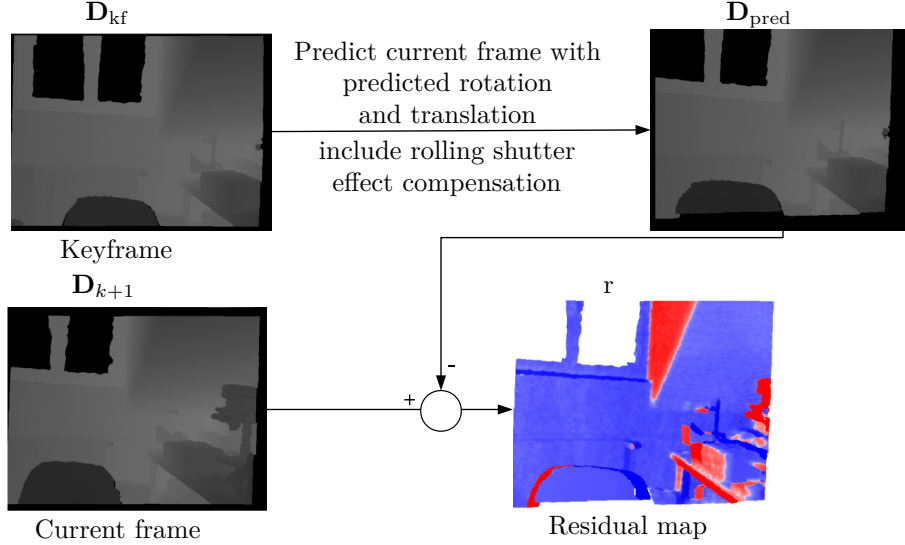 D_kf
D_pred
Predict current frame with
predicted rotation
and translation
include rolling shutter
effect compensation
Keyframe
D_{k+1}
r
-
+
Current frame
Residual map